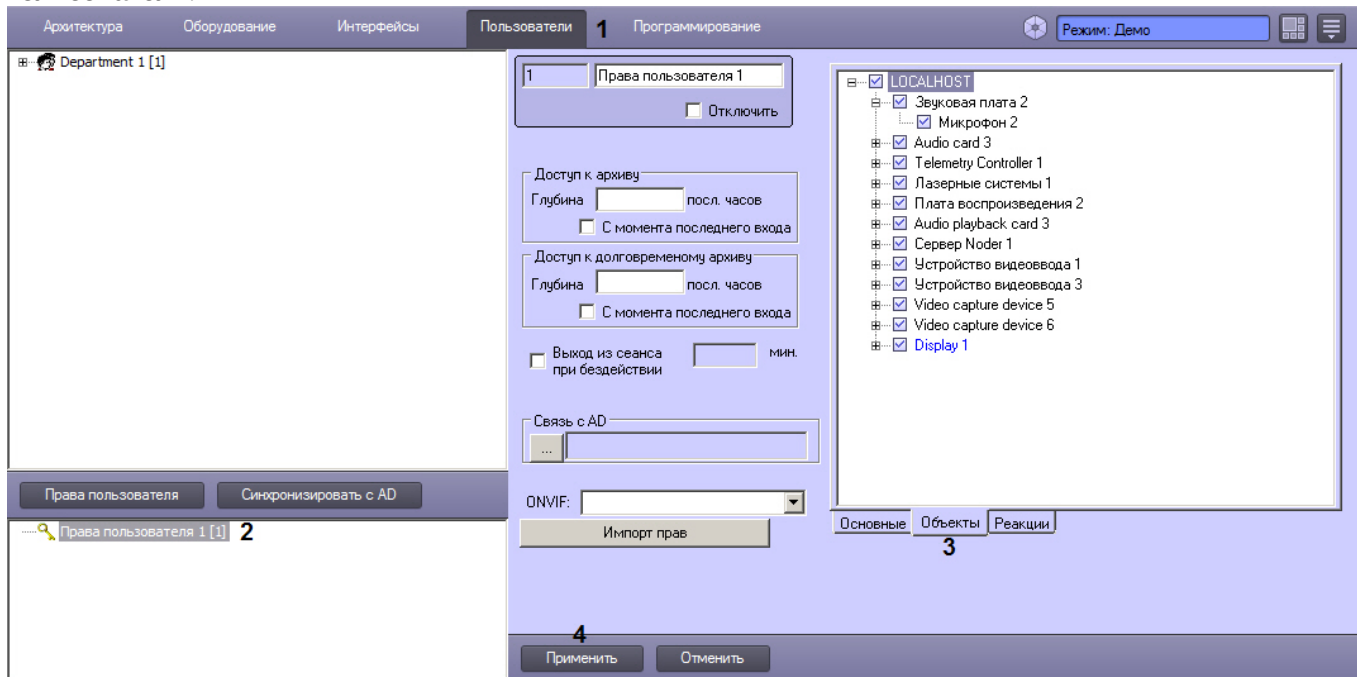 Архитектура Оборудование Интерфейсы Пользователи 1 Программирование Режим: Демо
Department 1 [1]
Права пользователя Синхронизировать с AD
Права пользователя 1 [1] 2
1 Права пользователя 1
Отключить
Доступ к архиву
Глубина посл. часов
С момента последнего входа
Доступ к долговременому архиву
Глубина посл. часов
С момента последнего входа
Выход из сеанса мин.
при бездействии
Связь с AD
...
ONVIF:
Импорт прав
LOCALHOST
Звуковая плата 2
Микрофон 2
Audio card 3
Telemetry Controller 1
Лазерные системы 1
Плата воспроизведения 2
Audio playback card 3
Сервер Noder 1
Устройство видеоввода 1
Устройство видеоввода 3
Video capture device 5
Video capture device 6
Display 1
Основные Объекты Реакции
3
4
Применить Отменить